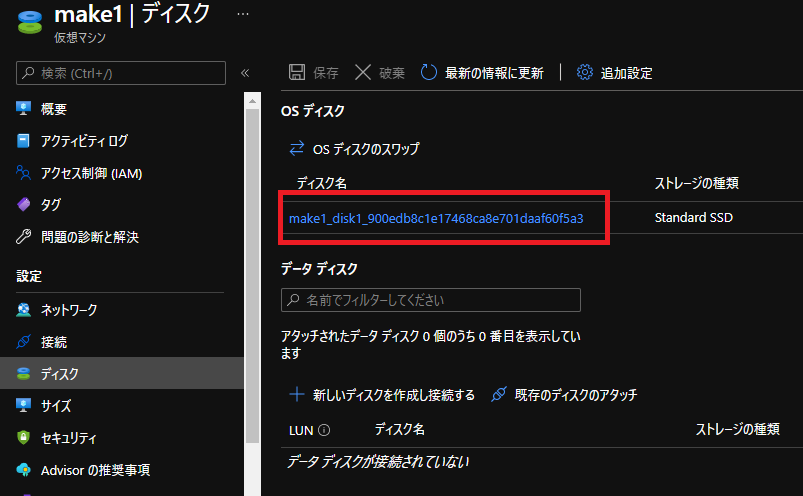 make1 | ディスク ...
仮想マシン
検索 (Ctrl+/) «
概要
アクティビティ ログ
アクセス制御 (IAM)
タグ
問題の診断と解決
設定
ネットワーク
接続
ディスク
サイズ
セキュリティ
Advisor の推奨事項
保存 破棄 最新の情報に更新 | 追加設定
OS ディスク
OS ディスクのスワップ
ディスク名 ストレージの種類
make1_disk1_900edb8c1e17468ca8e701daaf60f5a3 Standard SSD
データ ディスク
名前でフィルターしてください
アタッチされたデータ ディスク 0 個のうち 0 番目を表示してい
ます
新しいディスクを作成し接続する 既存のディスクのアタッチ
LUN ディスク名 ストレージの種類
データ ディスクが接続されていない